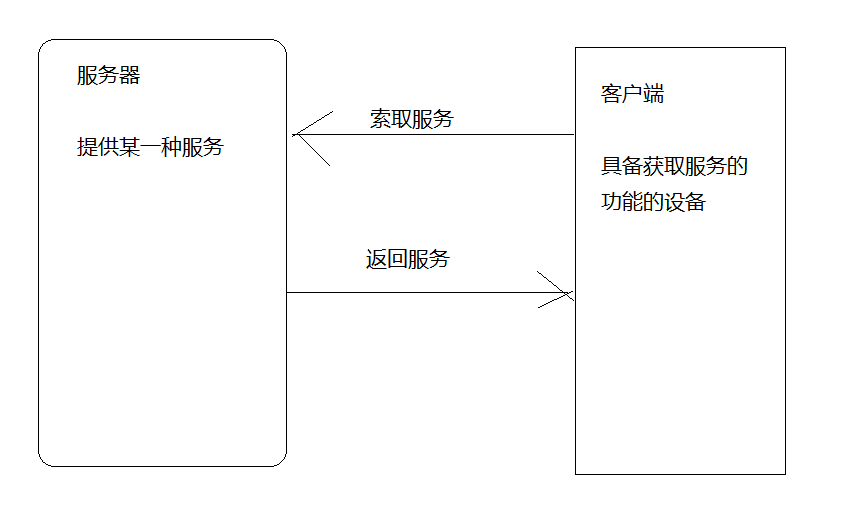 服务器
提供某一种服务
索取服务
返回服务
客户端
具备获取服务的
功能的设备